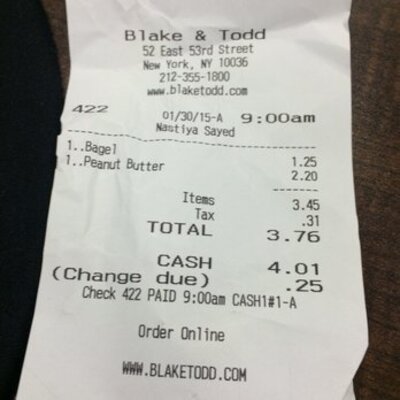 Blake & Todd
52 East 53rd Street
New York, NY 10036
212-355-1800
www.blaketodd.com
422 01/30/15-A 9:00am
Nastiya Sayed
1..Bagel 1.25
1..Peanut Butter 2.20
Items 3.45
Tax .31
TOTAL 3.76
CASH 4.01
(Change due) .25
Check 422 PAID 9:00am CASH1#1-A
Order Online
WWW.BLAKETODD.COM